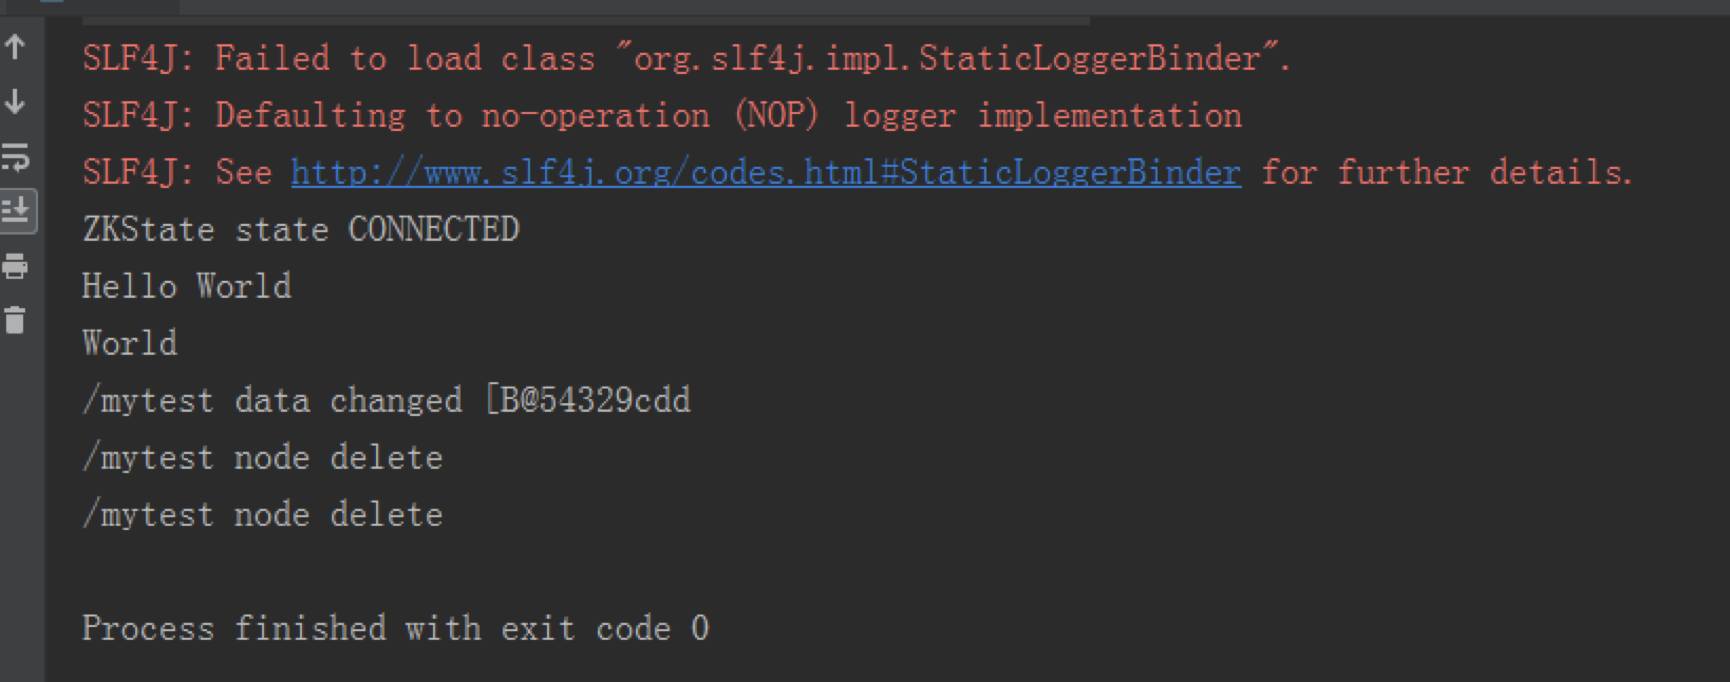 SLF4J: Failed to load class "org.slf4j.impl.StaticLoggerBinder".
SLF4J: Defaulting to no-operation (NOP) logger implementation
SLF4J: See http://www.slf4j.org/codes.html#StaticLoggerBinder for further details.
ZKState state CONNECTED
Hello World
World
/mytest data changed [B@54329cdd
/mytest node delete
/mytest node delete
Process finished with exit code 0